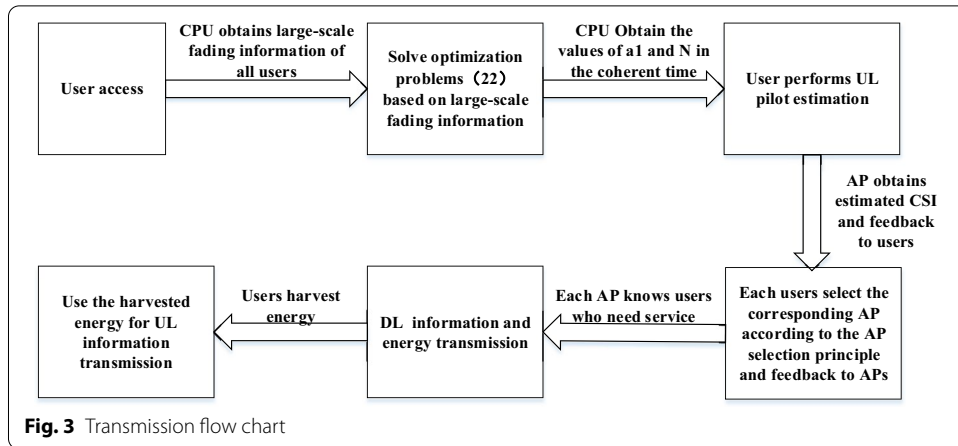 User access
CPU obtains large-scale
fading information of
all users
Solve optimization
problems（22）
based on large-scale
fading information
CPU Obtain the
values of a1 and N in
the coherent time
User performs UL
pilot estimation
AP obtains
estimated CSI
and feedback
to users
Each users select the
corresponding AP
according to the AP
selection principle
and feedback to APs
Each AP knows users
who need service
DL information and
energy transmission
Users harvest
energy
Use the harvested
energy for UL
information
transmission
Fig. 3 Transmission flow chart